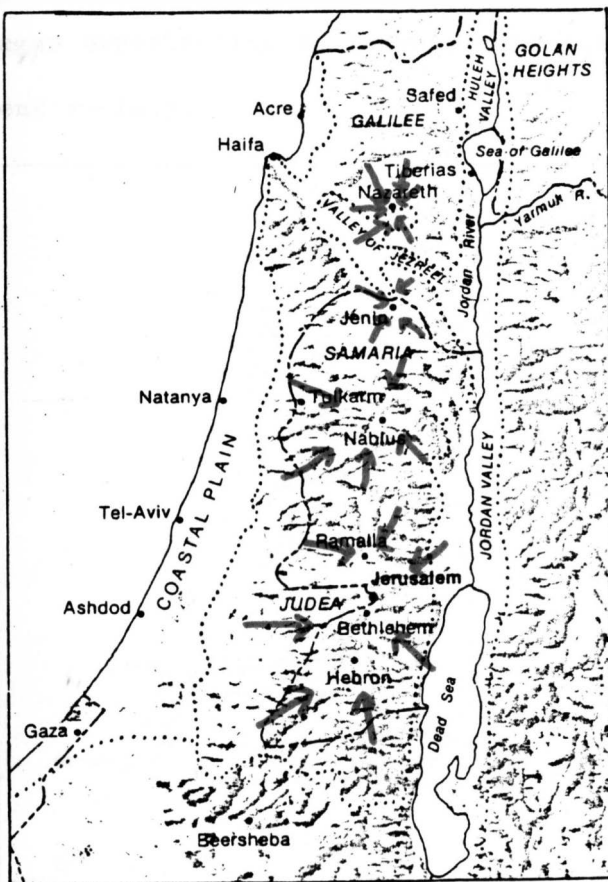 GOLAN
HEIGHTS
HULEH
VALLEY
Safed
Acre
GALILEE
Haifa
Sea of Galilee
Tiberias
Nazareth
Yarmuk R.
VALLEY OF JEZREEL
Jordan River
Jenin
SAMARIA
Natanya
Tulkarm
Nablus
COASTAL PLAIN
JORDAN VALLEY
Tel-Aviv
Ramalla
Jerusalem
JUDEA
Ashdod
Bethlehem
Hebron
Dead Sea
Gaza
Beersheba